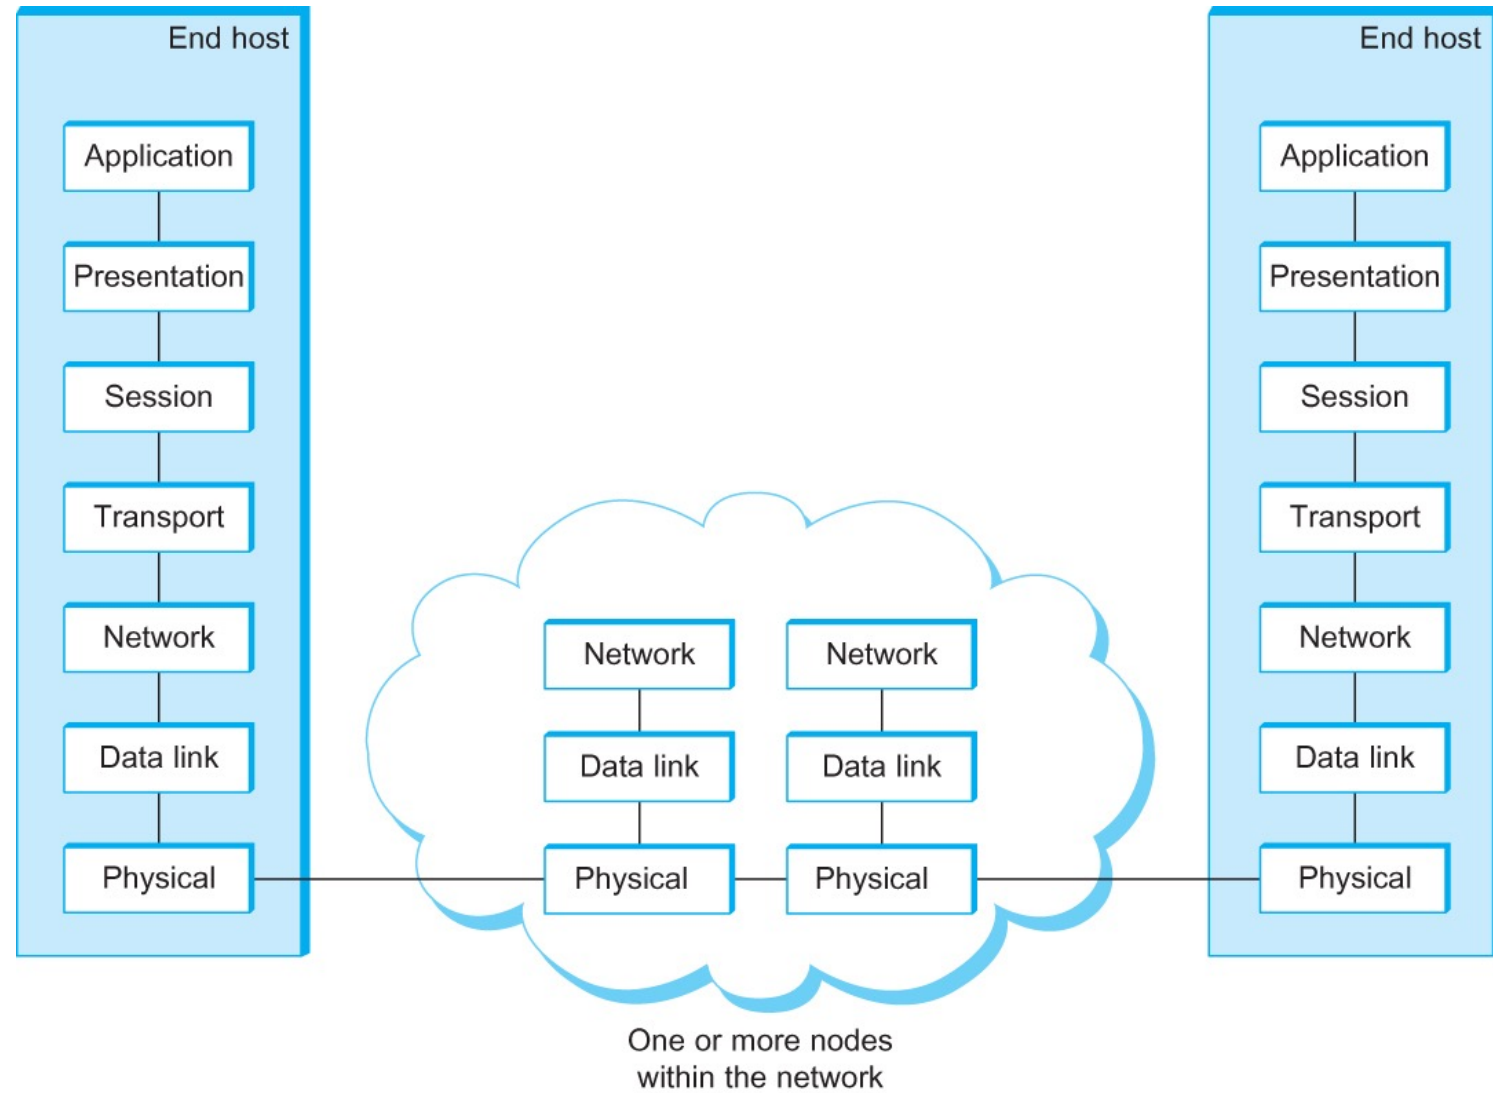 End host
Application
Presentation
Session
Transport
Network
Data link
Physical
Network
Data link
Physical
Network
Data link
Physical
One or more nodes
within the network
End host
Application
Presentation
Session
Transport
Network
Data link
Physical